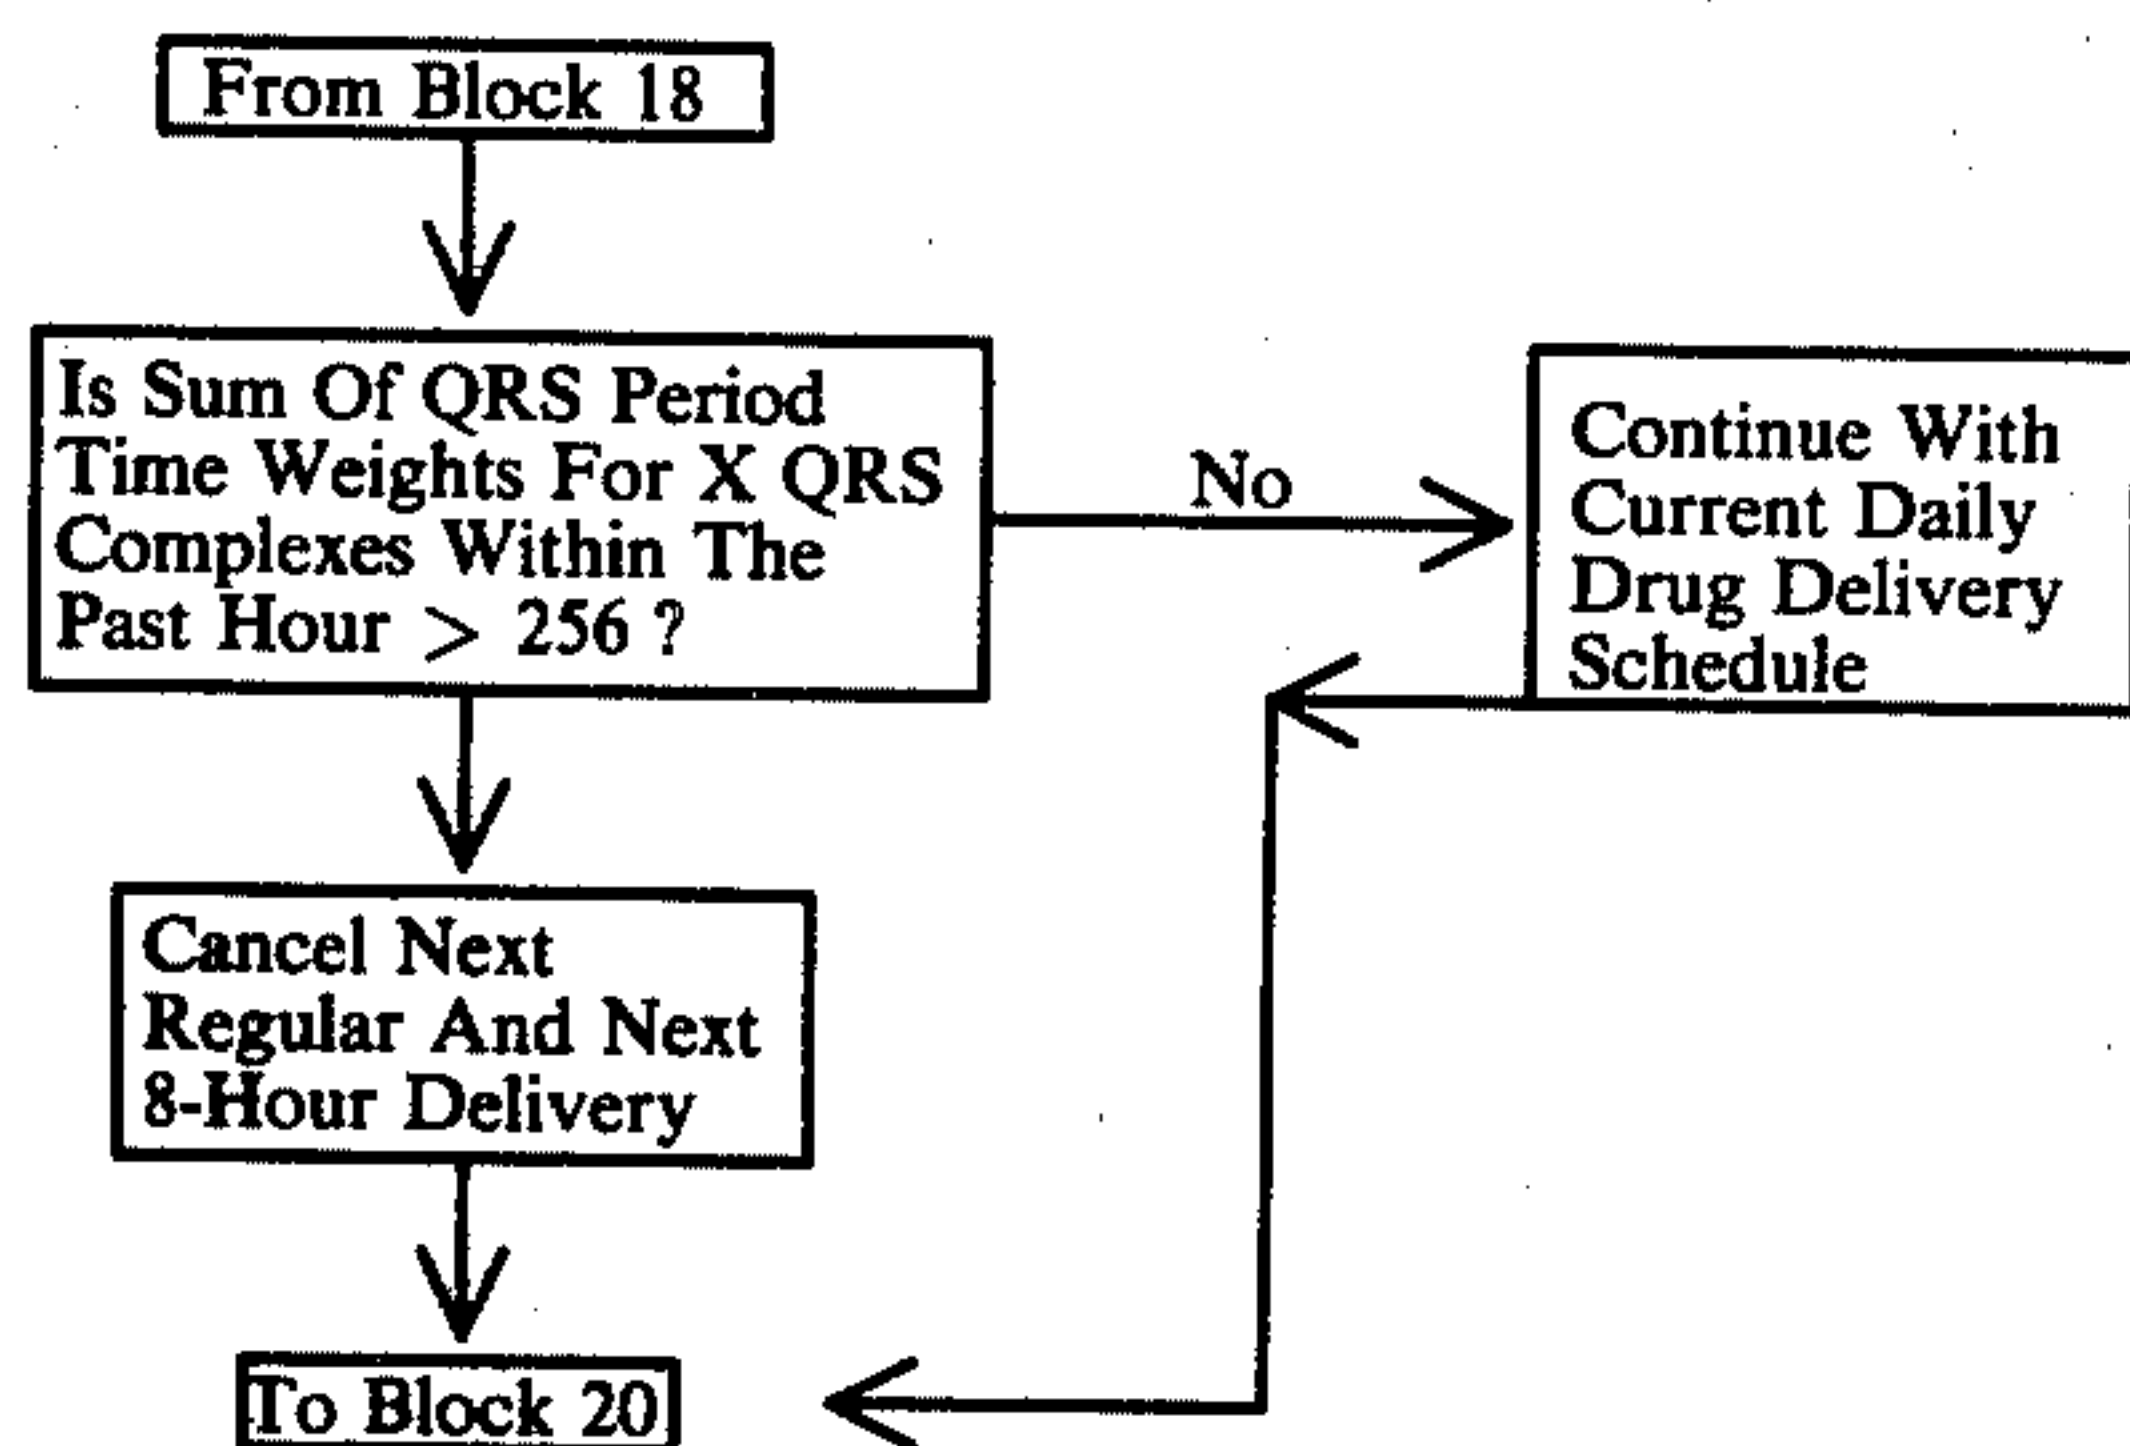 From Block 18
Is Sum Of QRS Period
Time Weights For X QRS
Complexes Within The
Past Hour > 256 ?
No
Continue With
Current Daily
Drug Delivery
Schedule
Cancel Next
Regular And Next
8-Hour Delivery
To Block 20